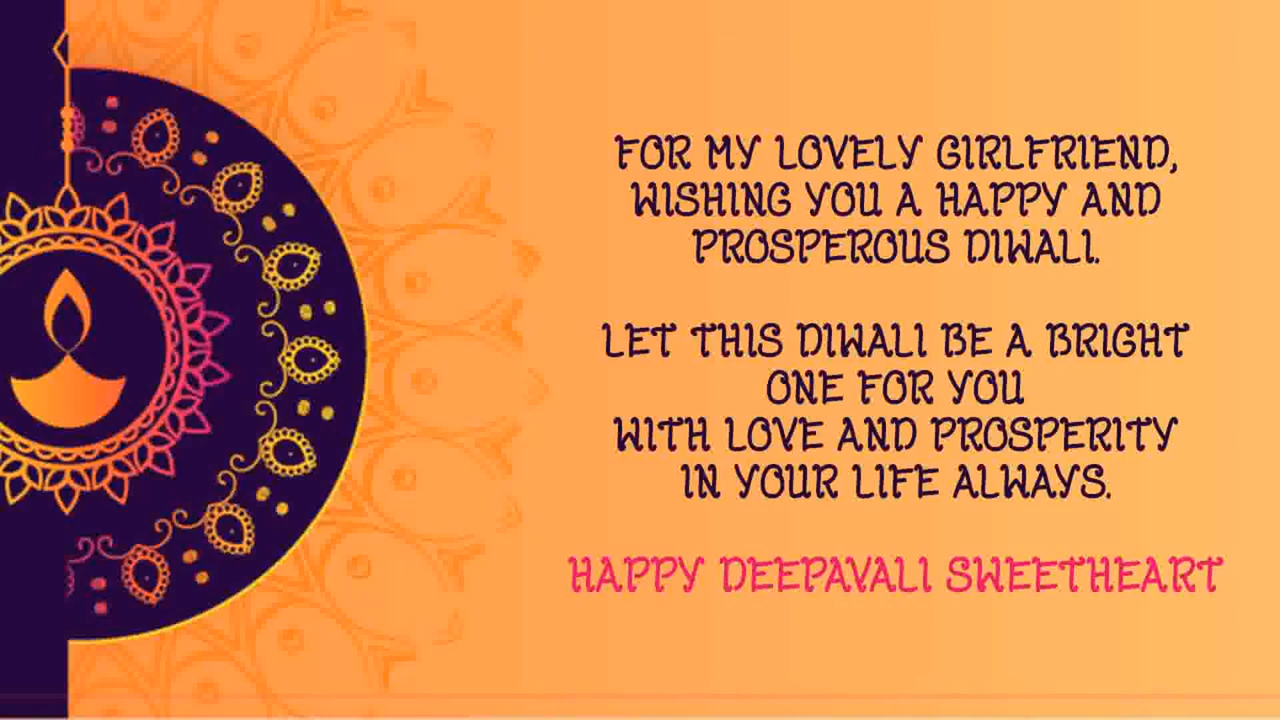 FOR MY LOVELY GIRLFRIEND,
WISHING YOU A HAPPY AND
PROSPEROUS DIWALI.
LET THIS DIWALI BE A BRIGHT
ONE FOR YOU
WITH LOVE AND PROSPERITY
IN YOUR LIFE ALWAYS.
HAPPY DEEPAVALI SWEETHEART